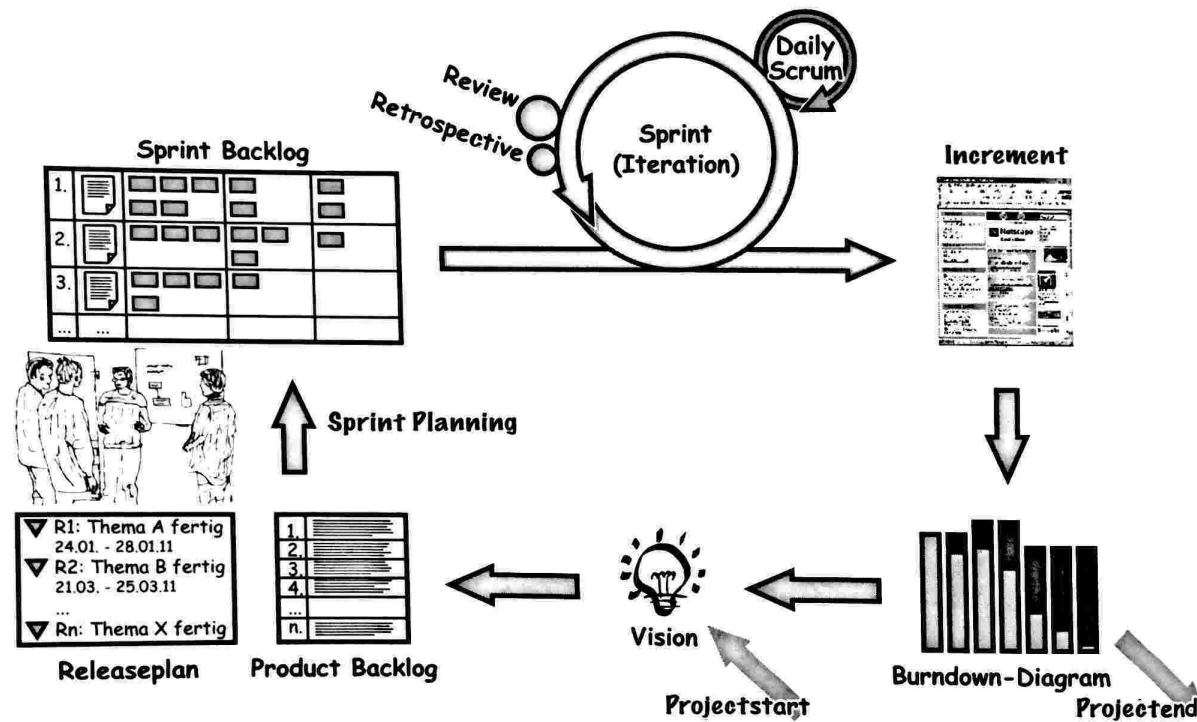 Daily
Scrum
Review
Retrospective
Sprint
(Iteration)
Sprint Backlog
1.
2.
3.
... ...
Increment
Netscape
Sprint Planning
R1: Thema A fertig
24.01. - 28.01.11
R2: Thema B fertig
21.03. - 25.03.11
...
Rn: Thema X fertig
Releaseplan
1.
2.
3.
4.
...
n.
Product Backlog
Vision
Projectstart
Burndown-Diagram
Projectend